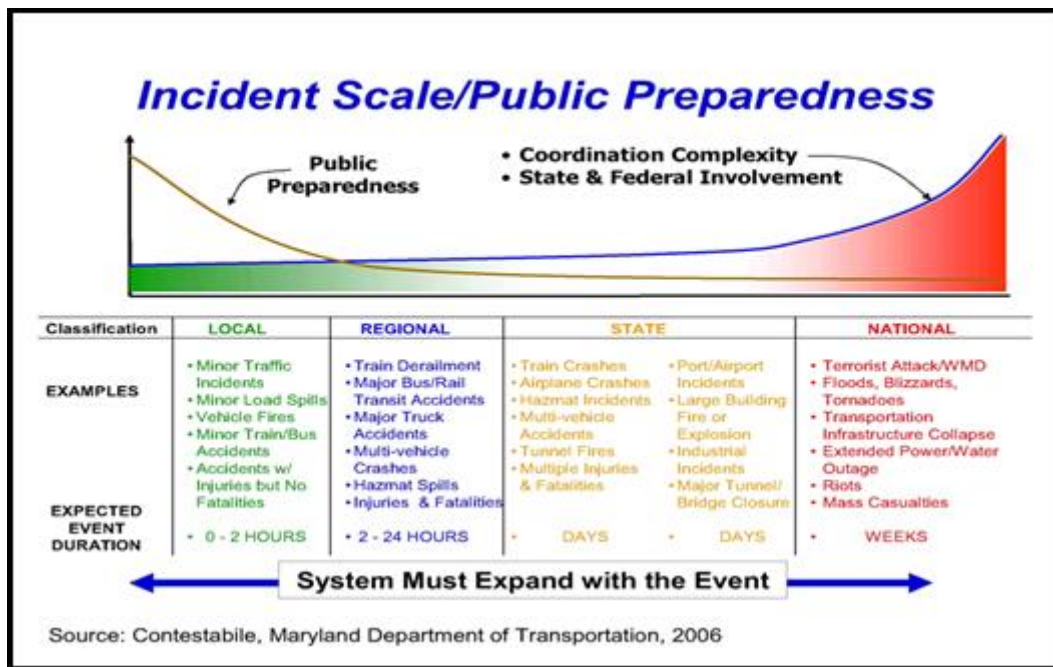 Incident Scale/Public Preparedness
Public
Preparedness
• Coordination Complexity
• State & Federal Involvement
Classification
LOCAL
REGIONAL
STATE
NATIONAL
EXAMPLES
• Minor Traffic
Incidents
• Minor Load Spills
• Vehicle Fires
• Minor Train/Bus
Accidents
• Accidents w/
Injuries but No
Fatalities
• Train Derailment
• Major Bus/Rail
Transit Accidents
• Major Truck
Accidents
• Multi-vehicle
Crashes
• Hazmat Spills
• Injuries & Fatalities
• Train Crashes
• Airplane Crashes
• Hazmat Incidents
• Multi-vehicle
Accidents
• Tunnel Fires
• Multiple Injuries
& Fatalities
• Port/Airport
Incidents
• Large Building
Fire or
Explosion
• Industrial
Incidents
• Major Tunnel/
Bridge Closure
• Terrorist Attack/WMD
• Floods, Blizzards,
Tornadoes
• Transportation
Infrastructure Collapse
• Extended Power/Water
Outage
• Riots
• Mass Casualties
EXPECTED
EVENT
DURATION
• 0 - 2 HOURS
• 2 - 24 HOURS
• DAYS
• DAYS
• WEEKS
System Must Expand with the Event
Source: Contestabile, Maryland Department of Transportation, 2006